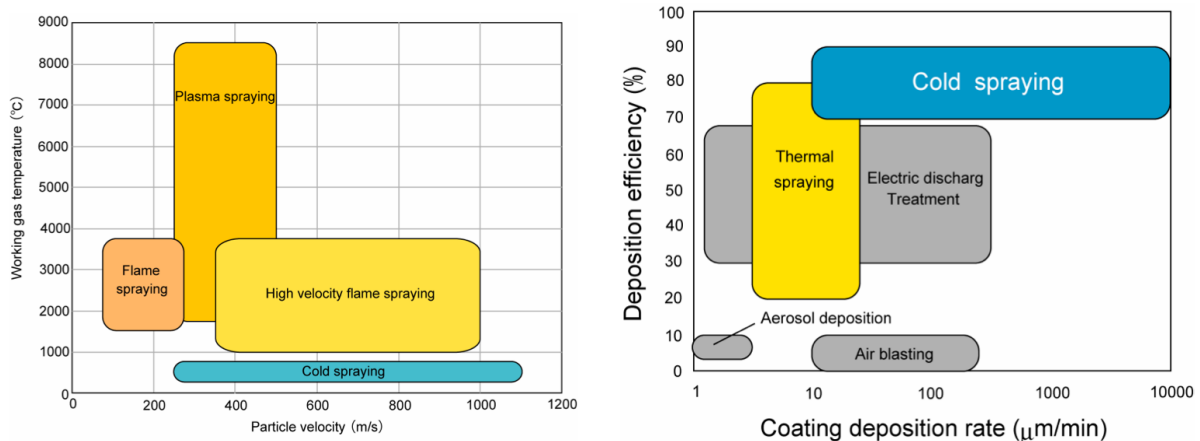 9000
8000
7000
6000
5000
4000
3000
2000
1000
0
Working gas temperature (℃)
Plasma spraying
Flame
spraying
High velocity flame spraying
Cold spraying
0 200 400 600 800 1000 1200
Particle velocity (m/s)
100
90
80
70
60
50
40
30
20
10
0
Deposition efficiency (%)
Cold spraying
Thermal
spraying
Electric discharg
Treatment
Aerosol deposition
Air blasting
1 10 100 1000 10000
Coating deposition rate (μm/min)